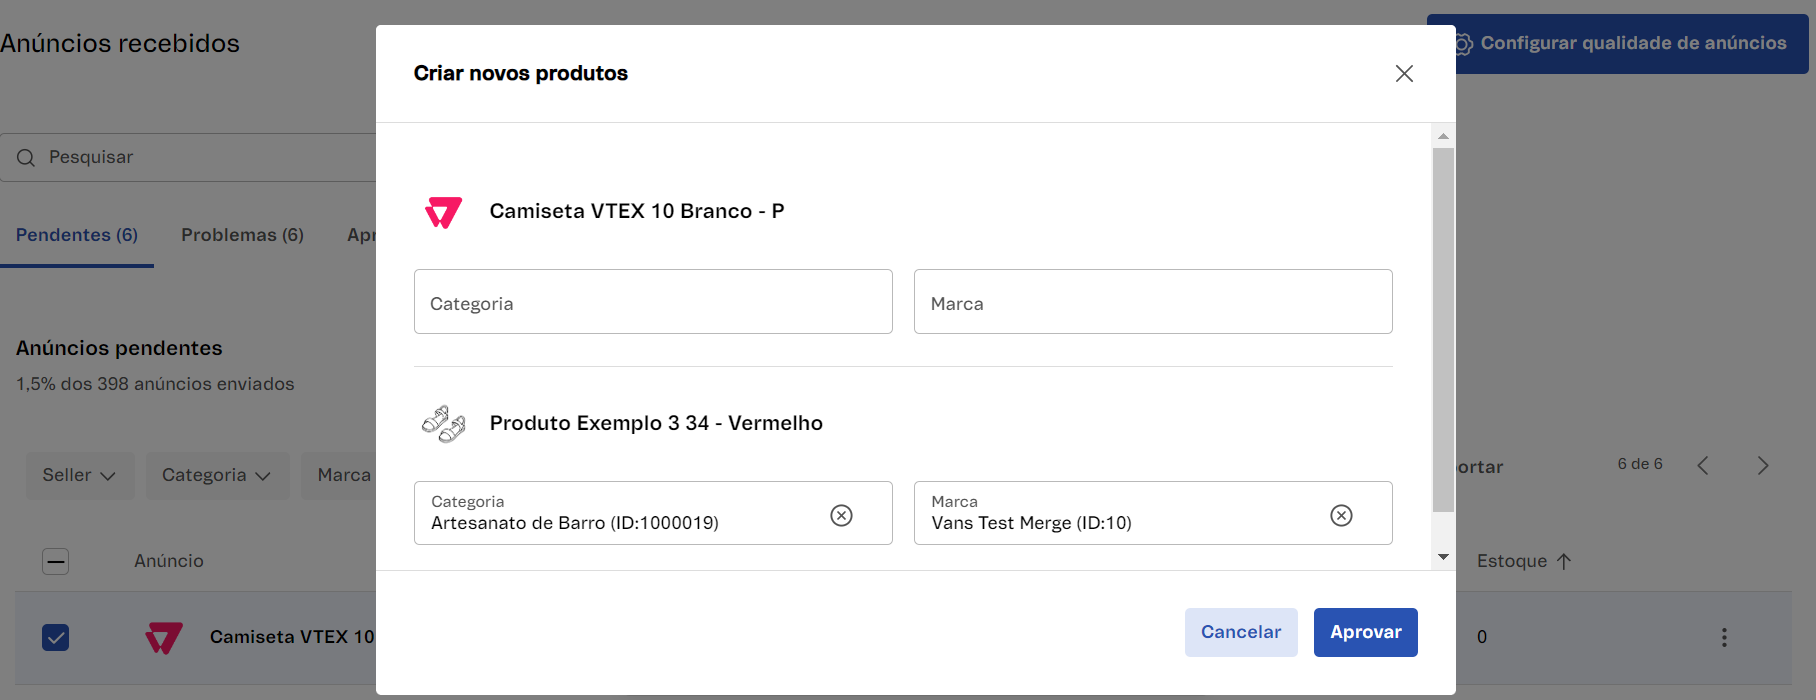 Anúncios recebidos
Configurar qualidade de anúncios
Pesquisar
Pendentes (6)
Problemas (6)
Apr
Anúncios pendentes
1,5% dos 398 anúncios enviados
Seller
Categoria
Marca
ortar
6 de 6
Anúncio
Estoque
Camiseta VTEX 10
0
Criar novos produtos
Camiseta VTEX 10 Branco - P
Categoria
Marca
Produto Exemplo 3 34 - Vermelho
Categoria
Artesanato de Barro (ID:1000019)
Marca
Vans Test Merge (ID:10)
Cancelar
Aprovar